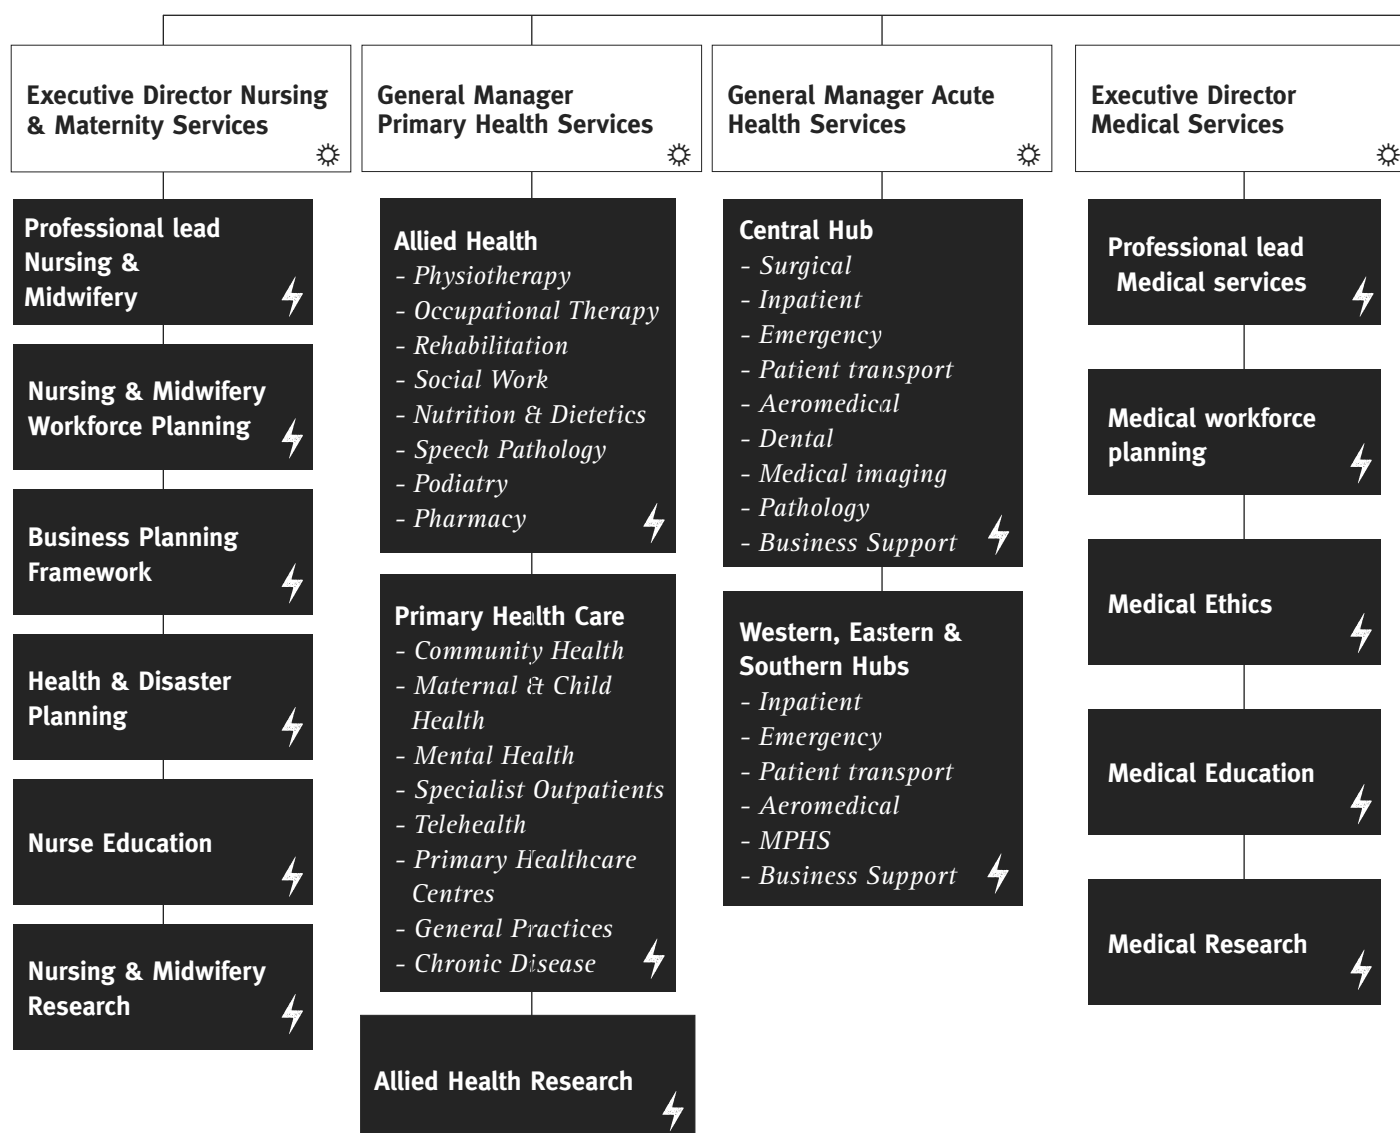 Executive Director Nursing
& Maternity Services
Professional lead
Nursing &
Midwifery
Nursing & Midwifery
Workforce Planning
Business Planning
Framework
Health & Disaster
Planning
Nurse Education
Nursing & Midwifery
Research
General Manager
Primary Health Services
Allied Health
- Physiotherapy
- Occupational Therapy
- Rehabilitation
- Social Work
- Nutrition & Dietetics
- Speech Pathology
- Podiatry
- Pharmacy
Primary Health Care
- Community Health
- Maternal & Child
Health
- Mental Health
- Specialist Outpatients
- Telehealth
- Primary Healthcare
Centres
- General Practices
- Chronic Disease
Allied Health Research
General Manager Acute
Health Services
Central Hub
- Surgical
- Inpatient
- Emergency
- Patient transport
- Aeromedical
- Dental
- Medical imaging
- Pathology
- Business Support
Western, Eastern &
Southern Hubs
- Inpatient
- Emergency
- Patient transport
- Aeromedical
- MPHS
- Business Support
Executive Director
Medical Services
Professional lead
Medical services
Medical workforce
planning
Medical Ethics
Medical Education
Medical Research